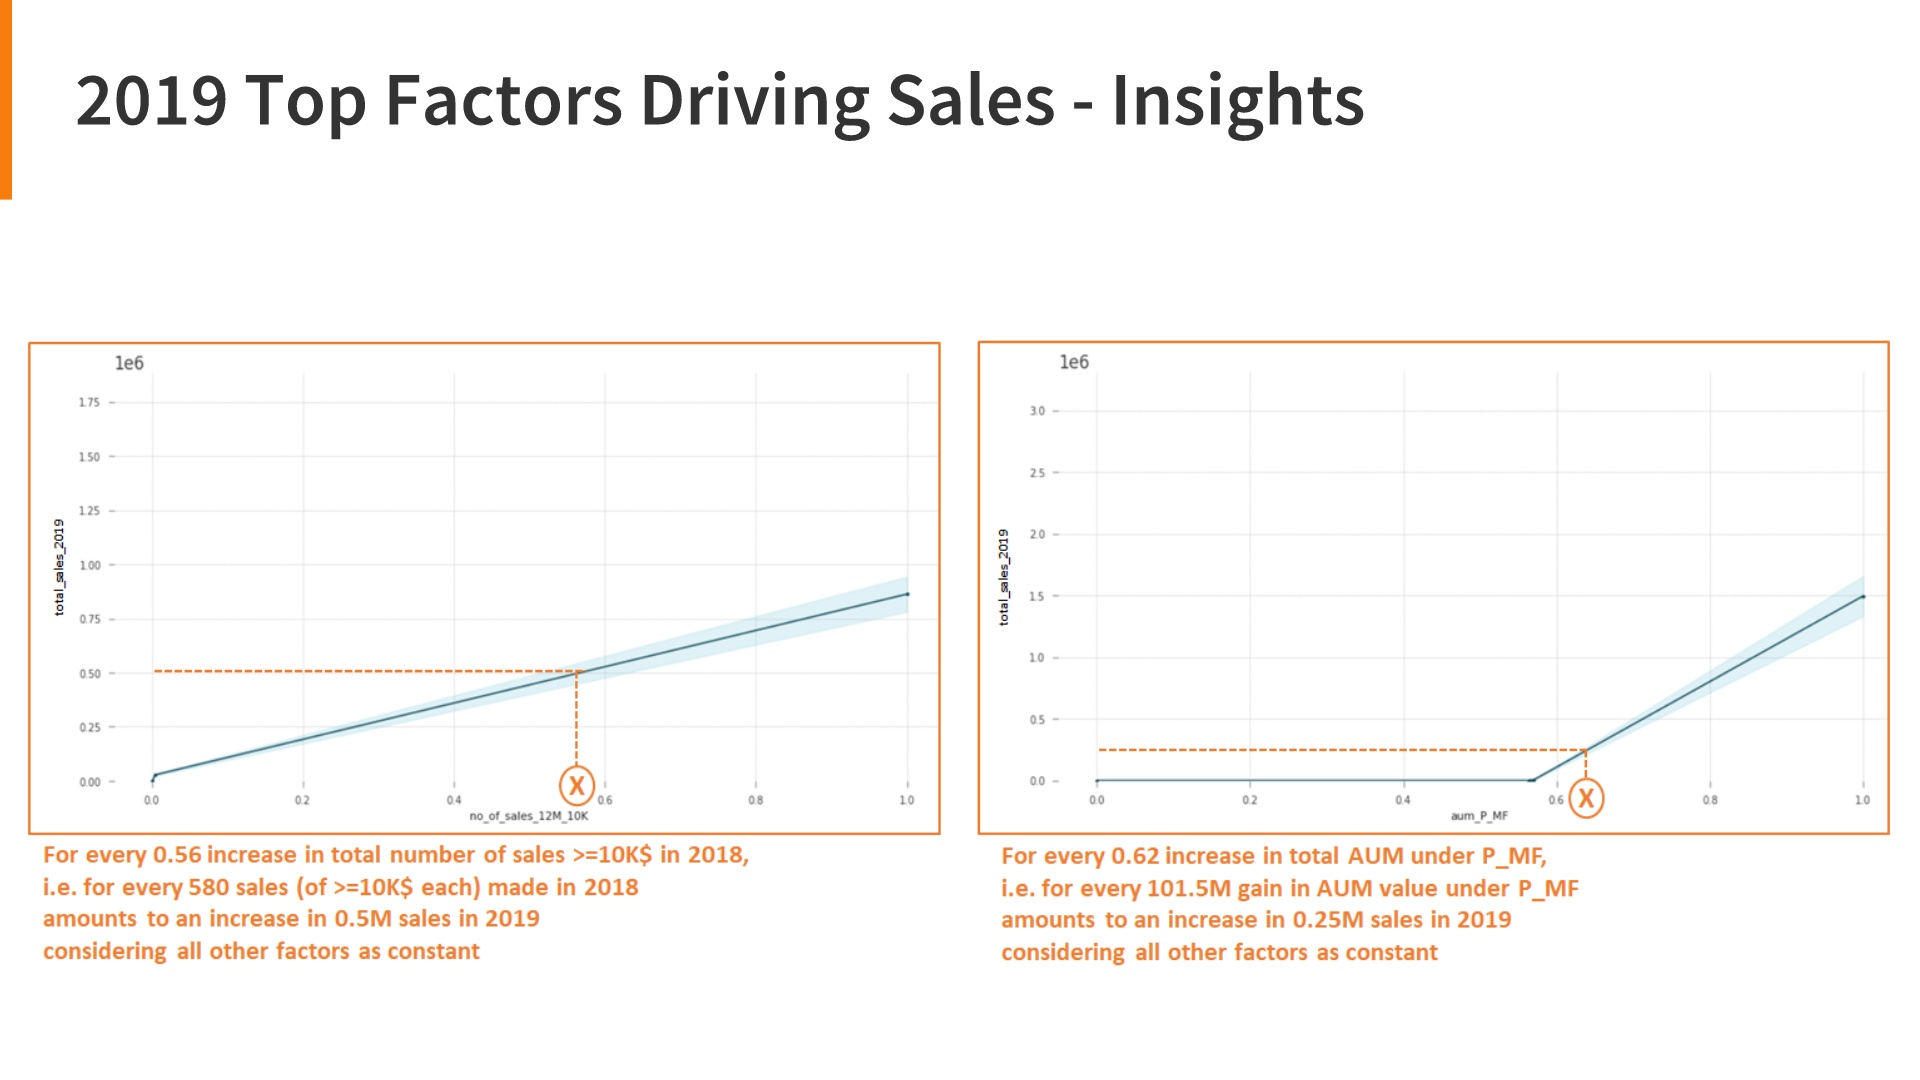 2019 Top Factors Driving Sales - Insights
1e6
1.75
1.50
1.25
1.00
0.75
0.50
0.25
0.00
total_sales_2019
0.0 0.2 0.4 X 0.6 0.8 1.0
no_of_sales_12M_10K
For every 0.56 increase in total number of sales >=10K$ in 2018,
i.e. for every 580 sales (of >=10K$ each) made in 2018
amounts to an increase in 0.5M sales in 2019
considering all other factors as constant
1e6
3.0
2.5
2.0
1.5
1.0
0.5
0.0
total_sales_2019
0.0 0.2 0.4 0.6 X 0.8 1.0
aum_P_MF
For every 0.62 increase in total AUM under P_MF,
i.e. for every 101.5M gain in AUM value under P_MF
amounts to an increase in 0.25M sales in 2019
considering all other factors as constant